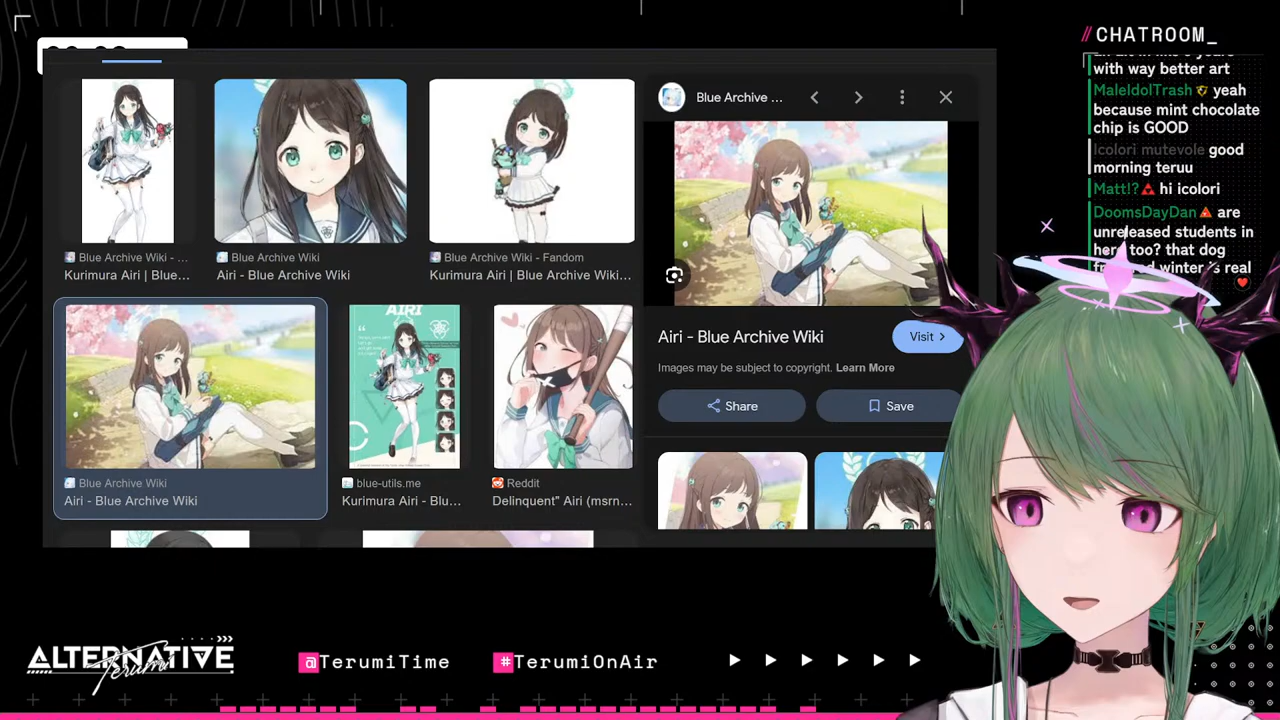 //CHATROOM_
with way better art
MaleIdolTrash yeah
because mint chocolate
chip is GOOD
Icolori mutevole good
morning teruu
Matt!? hi icolori
DoomsDayDan are
unreleased students in
here too? that dog
winter is real
Blue Archive ...
Blue Archive Wiki - ...
Kurimura Airi | Blue...
Blue Archive Wiki
Airi - Blue Archive Wiki
Blue Archive Wiki - Fandom
Kurimura Airi | Blue Archive Wiki...
Airi - Blue Archive Wiki
Visit >
Images may be subject to copyright. Learn More
Share
Save
AIRI
Blue Archive Wiki
Airi - Blue Archive Wiki
blue-utils.me
Kurimura Airi - Blu...
Reddit
Delinquent" Airi (msrn...
ALTERNATIVE
Terumi
@TerumiTime
#TerumiOnAir